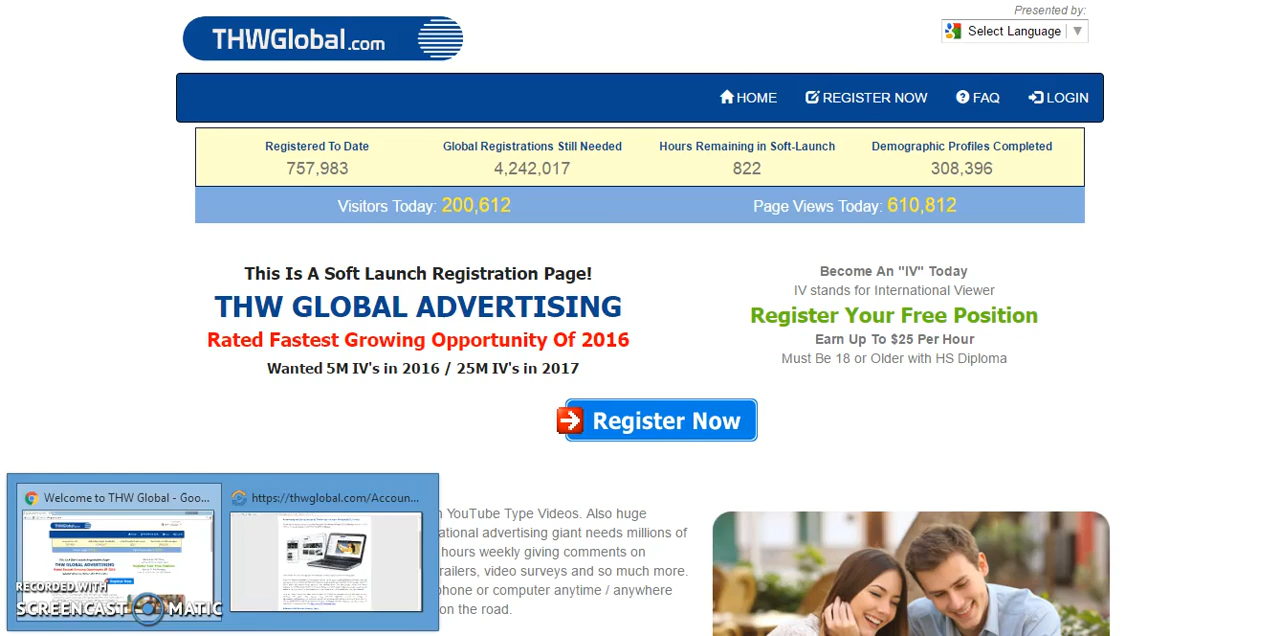 Presented by:
THWGlobal.com
Select Language
HOME
REGISTER NOW
FAQ
LOGIN
Registered To Date
Global Registrations Still Needed
Hours Remaining in Soft-Launch
Demographic Profiles Completed
757,983
4,242,017
822
308,396
Visitors Today: 200,612
Page Views Today: 610,812
This Is A Soft Launch Registration Page!
THW GLOBAL ADVERTISING
Rated Fastest Growing Opportunity Of 2016
Wanted 5M IV's in 2016 / 25M IV's in 2017
Become An "IV" Today
IV stands for International Viewer
Register Your Free Position
Earn Up To $25 Per Hour
Must Be 18 or Older with HS Diploma
Register Now
Welcome to THW Global - Goo...
https://thwglobal.com/Accoun...
YouTube Type Videos. Also huge
ational advertising giant needs millions of
hours weekly giving comments on
railers, video surveys and so much more.
phone or computer anytime / anywhere
on the road.
RECORDED WITH
SCREENCAST MATIC